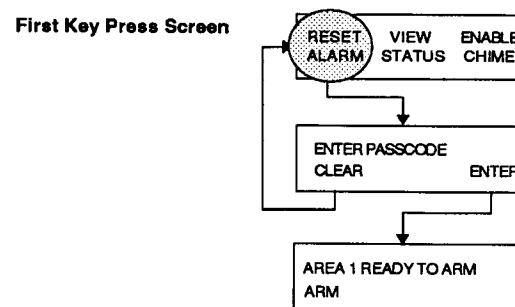 First Key Press Screen
RESET VIEW ENABLE
ALARM STATUS CHIME
ENTER PASSCODE
CLEAR ENTER
AREA 1 READY TO ARM
ARM